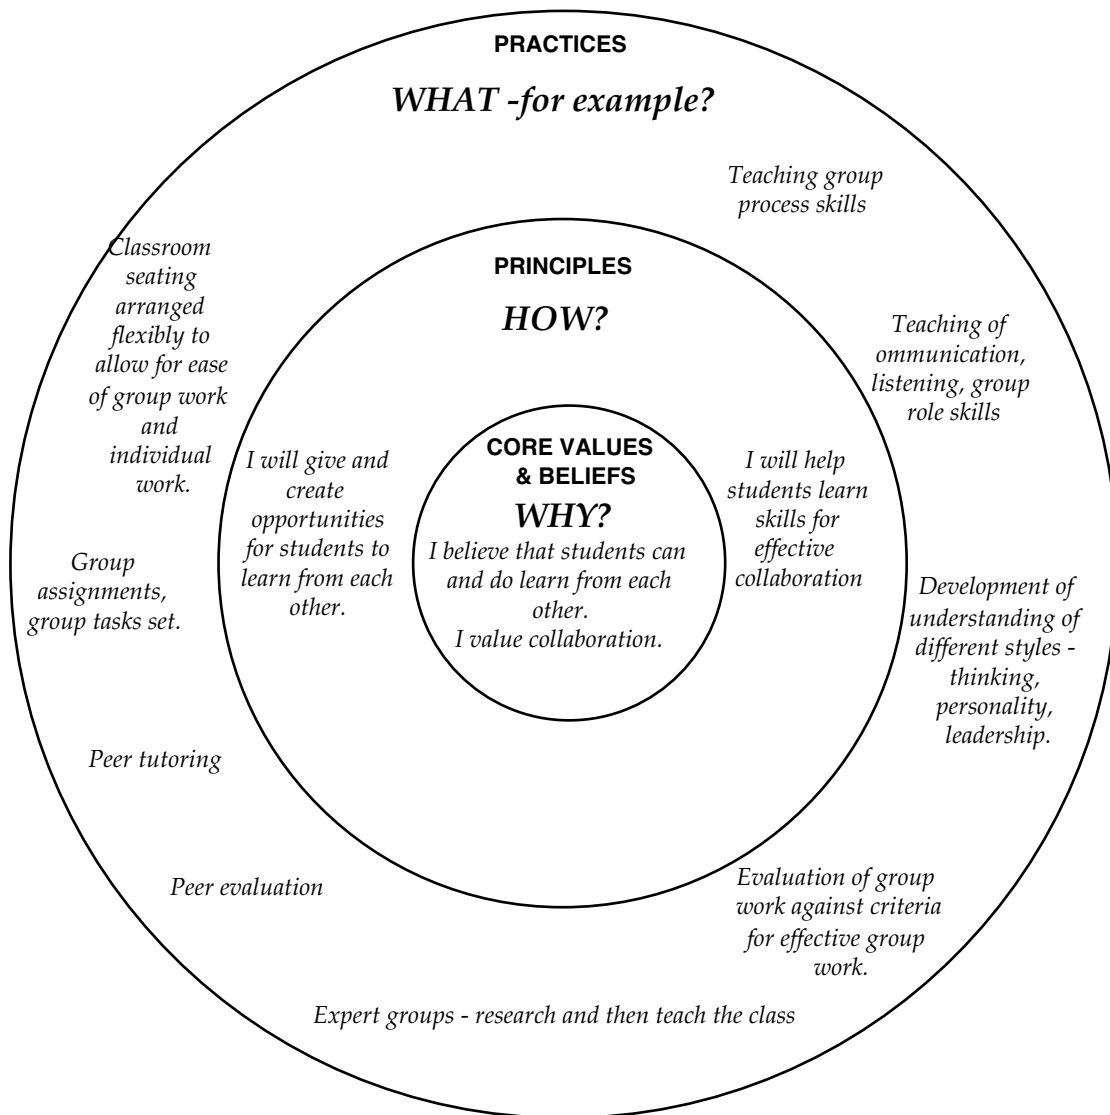 PRACTICES
WHAT -for example?
Teaching group
process skills
Classroom
seating
arranged
flexibly to
allow for ease
of group work
and
individual
work.
PRINCIPLES
HOW?
Teaching of
ommunication,
listening, group
role skills
I will give and
create
opportunities
for students to
learn from each
other.
CORE VALUES
& BELIEFS
WHY?
I believe that students can
and do learn from each
other.
I value collaboration.
I will help
students learn
skills for
effective
collaboration
Group
assignments,
group tasks set.
Development of
understanding of
different styles -
thinking,
personality,
leadership.
Peer tutoring
Peer evaluation
Evaluation of group
work against criteria
for effective group
work.
Expert groups - research and then teach the class